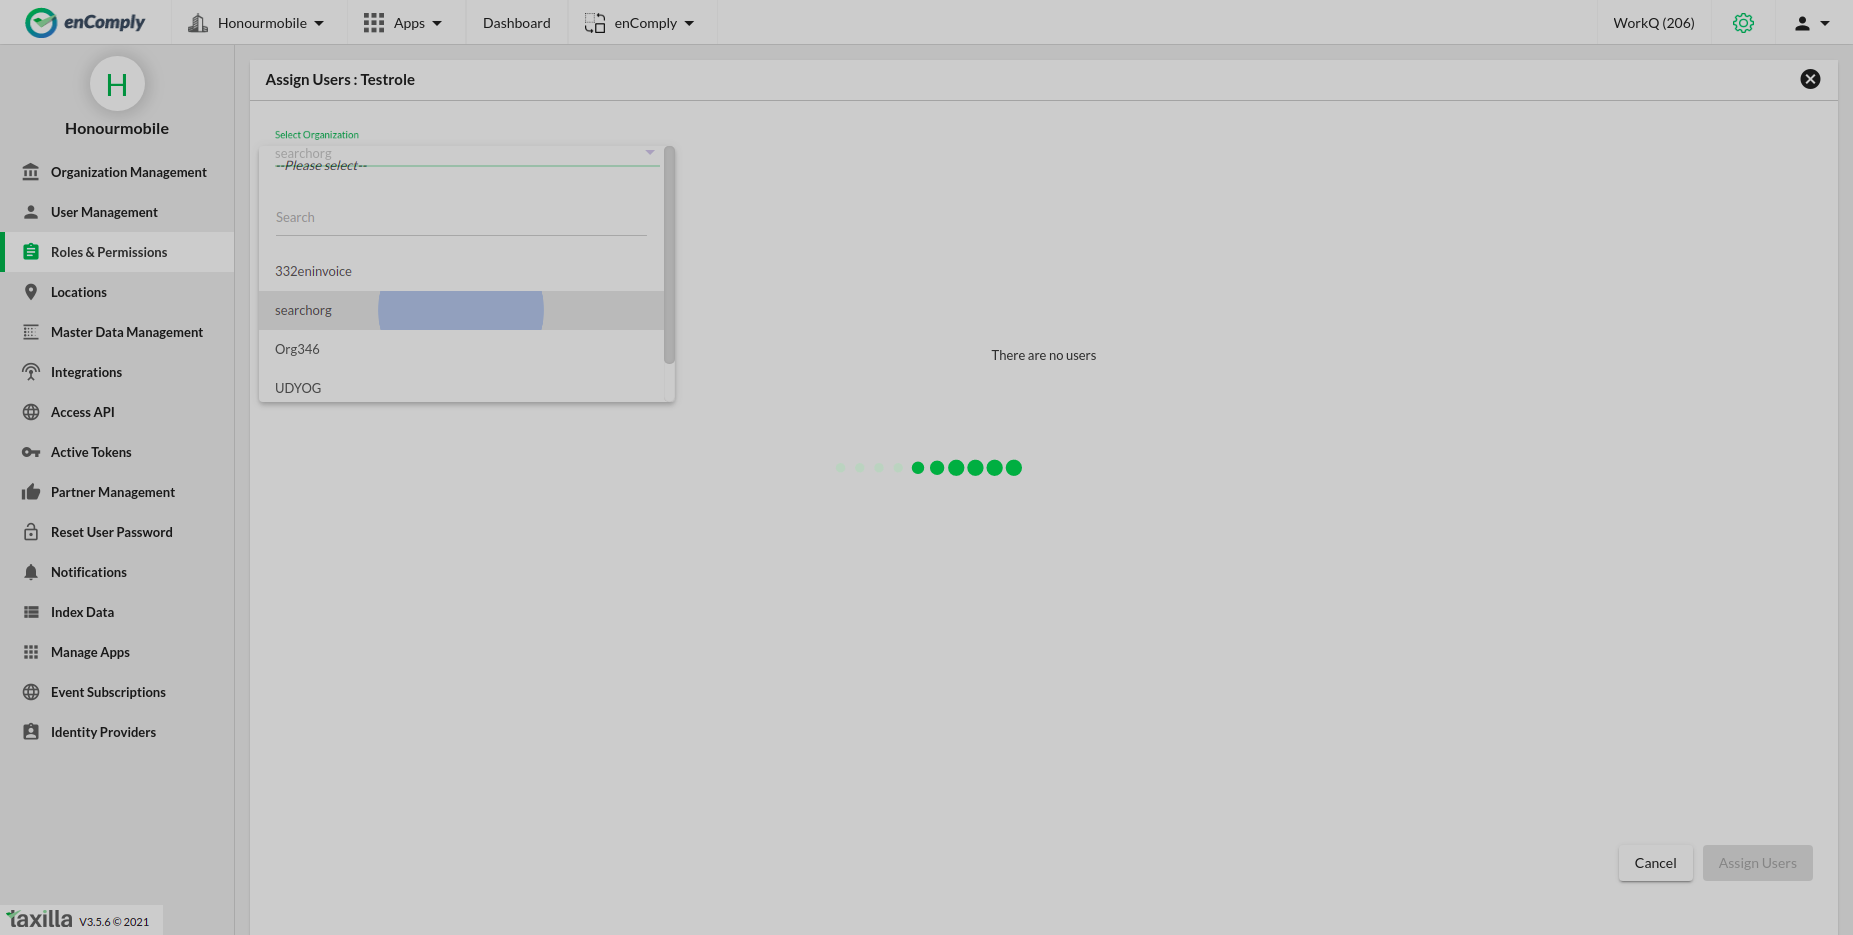 enComply
Honourmobile
Apps
Dashboard
enComply
WorkQ (206)
H
Honourmobile
Organization Management
User Management
Roles & Permissions
Locations
Master Data Management
Integrations
Access API
Active Tokens
Partner Management
Reset User Password
Notifications
Index Data
Manage Apps
Event Subscriptions
Identity Providers
taxilla V3.5.6 © 2021
Assign Users : Testrole
Select Organization
searchorg
--Please select--
Search
332eninvoice
searchorg
Org346
UDYOG
There are no users
Cancel
Assign Users